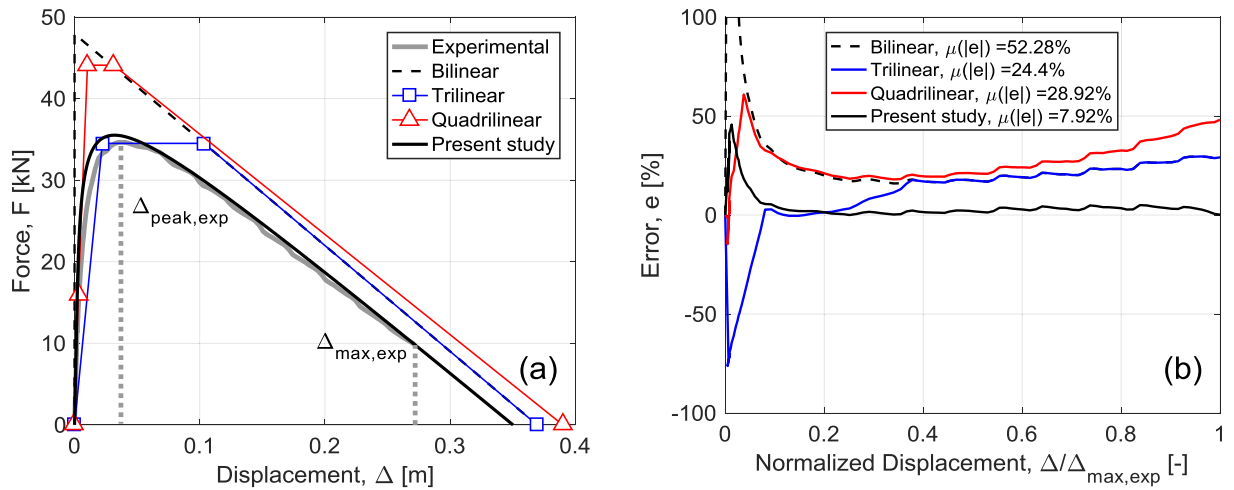 50
40
30
20
10
0
0
0.1
0.2
0.3
0.4
Force, F [kN]
Displacement, Δ [m]
Experimental
Bilinear
Trilinear
Quadrilinear
Present study
Δpeak,exp
Δmax,exp
(a)
100
50
0
-50
-100
0
0.2
0.4
0.6
0.8
1
Error, e [%]
Normalized Displacement, Δ/Δmax,exp [-]
Bilinear, μ(|e|) =52.28%
Trilinear, μ(|e|) =24.4%
Quadrilinear, μ(|e|) =28.92%
Present study, μ(|e|) =7.92%
(b)